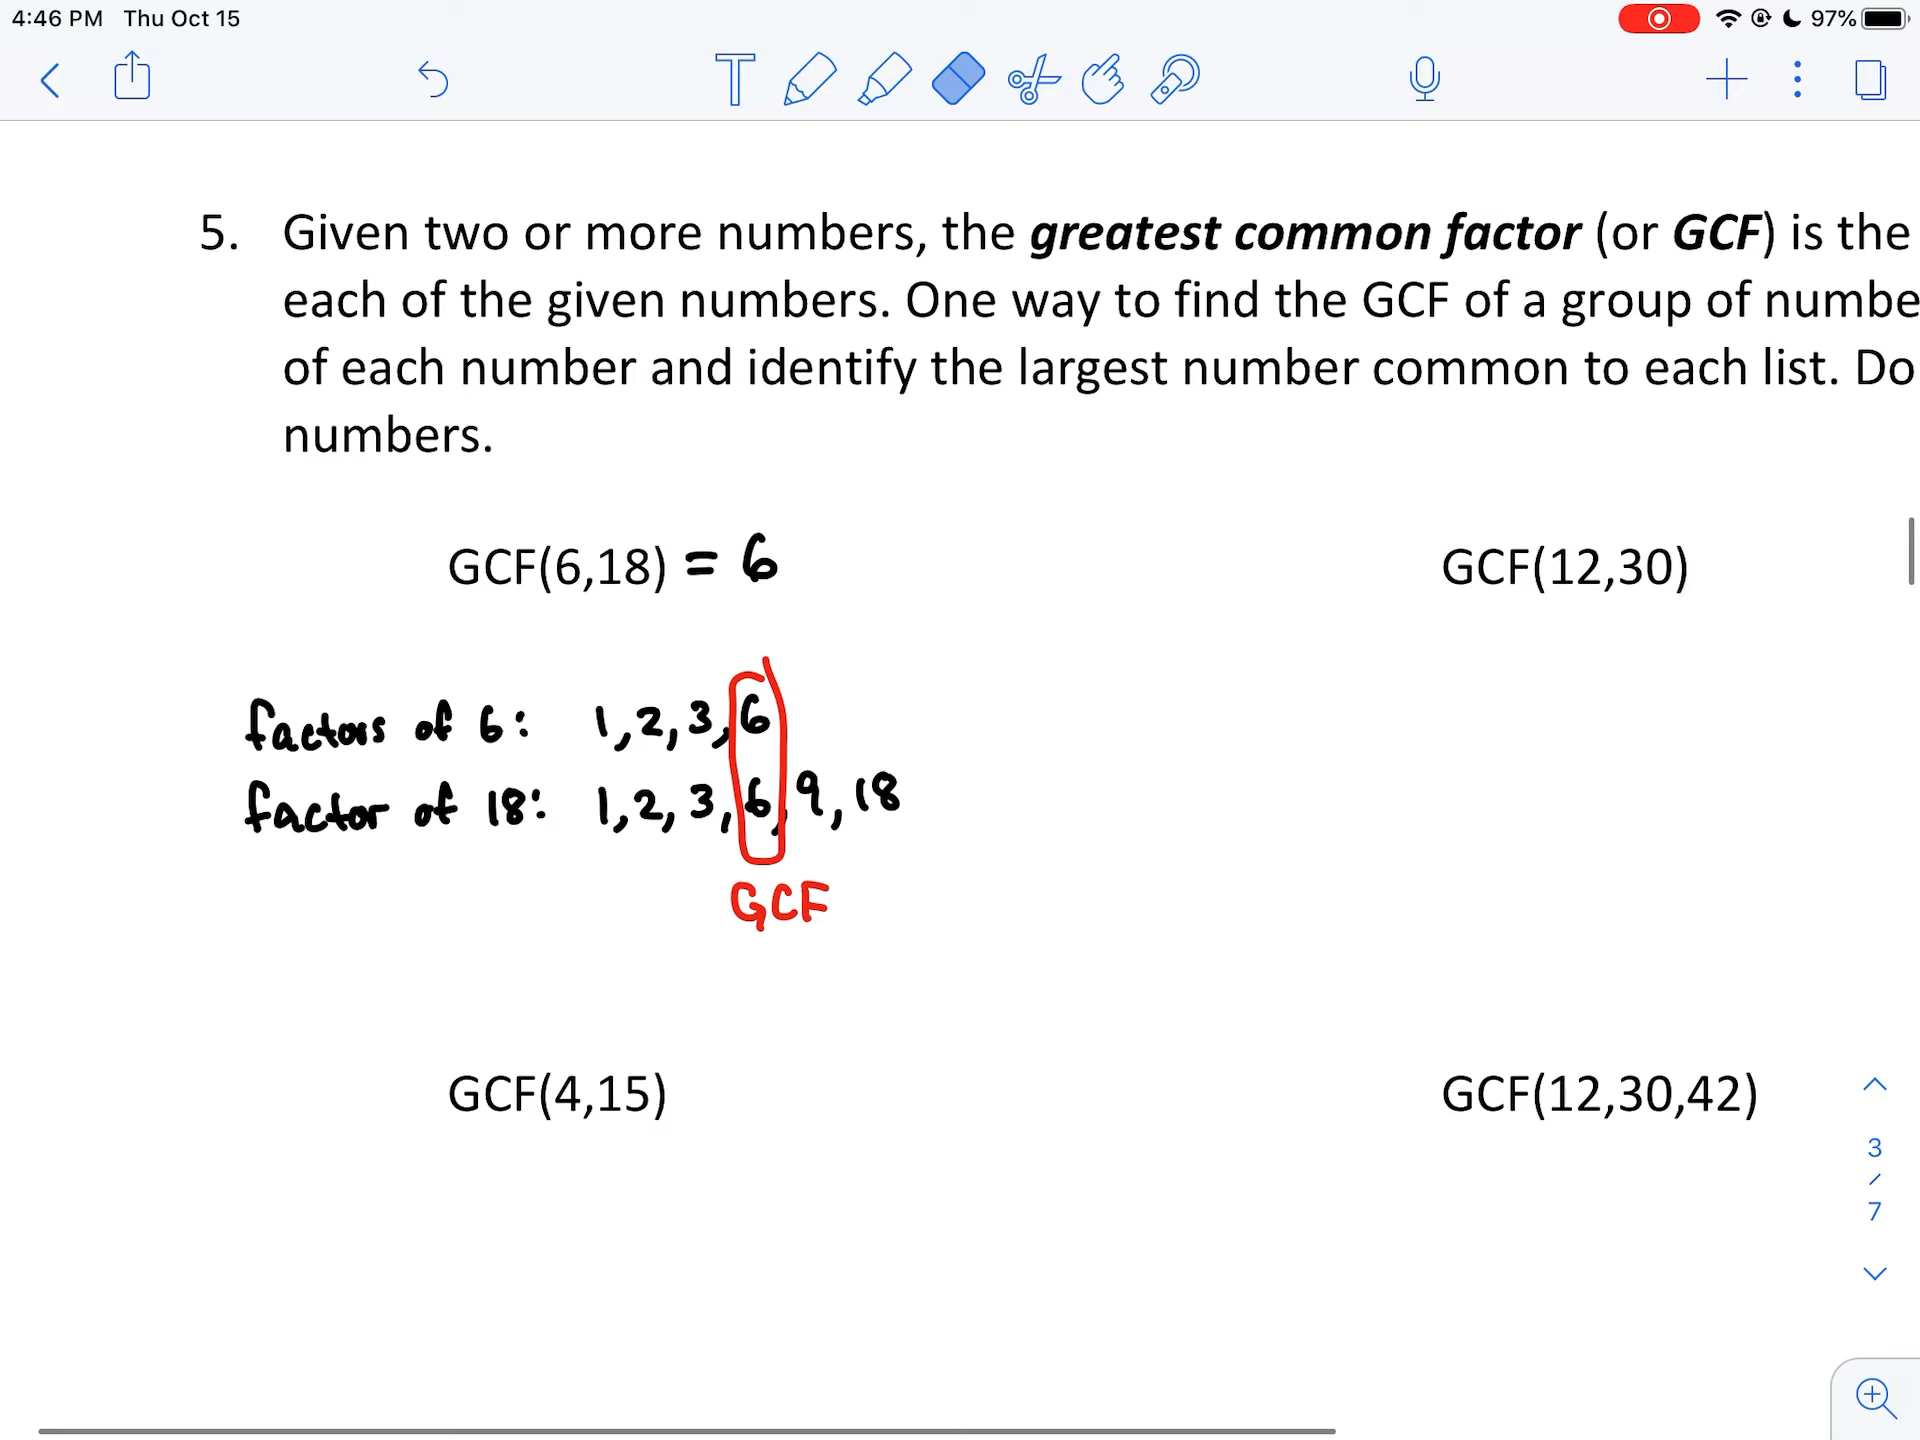 4:46 PM Thu Oct 15 97%
T
5. Given two or more numbers, the greatest common factor (or GCF) is the
each of the given numbers. One way to find the GCF of a group of numbe
of each number and identify the largest number common to each list. Do
numbers.
GCF(6,18) = 6
GCF(12,30)
factors of 6: 1,2,3,6
factor of 18: 1,2,3,6,9,18
GCF
GCF(4,15)
GCF(12,30,42)
3
/
7